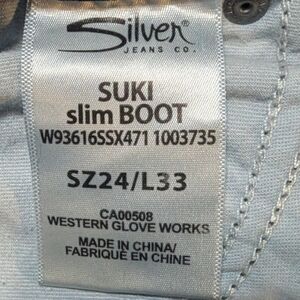 Silver
JEANS CO.
SUKI
slim BOOT
W93616SSX471 1003735
SZ24/L33
CA00508
WESTERN GLOVE WORKS
MADE IN CHINA/
FABRIQUÉ EN CHINE